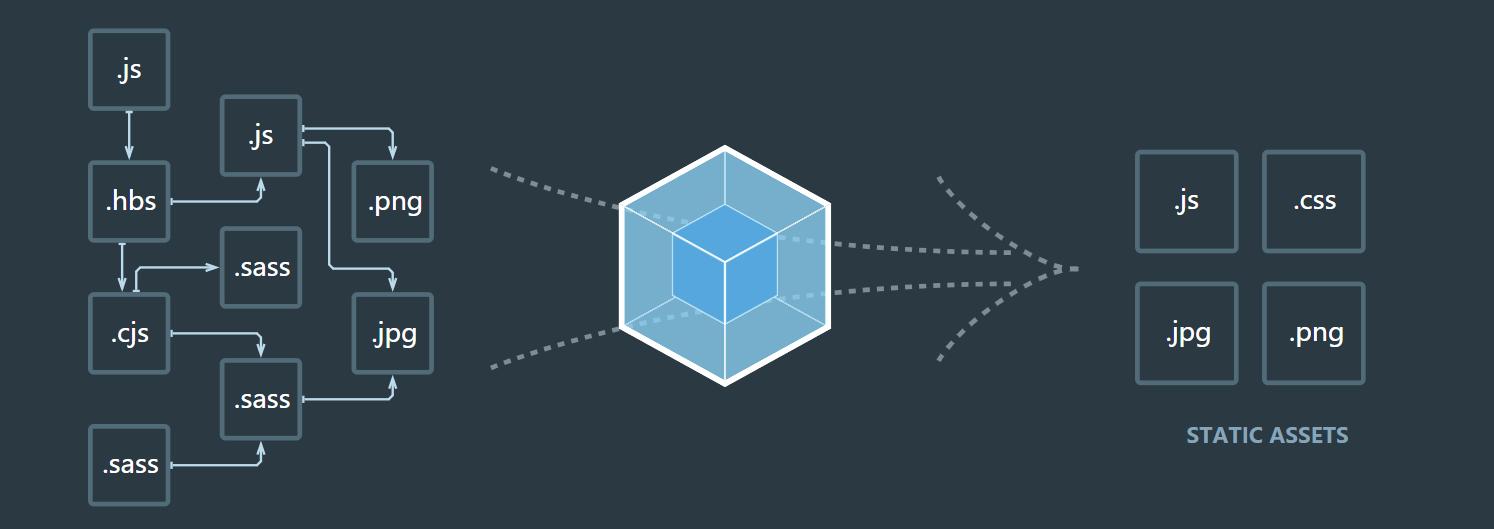 .js
.js
.hbs
.png
.sass
.cjs
.jpg
.sass
.sass
.js
.css
.jpg
.png
STATIC ASSETS